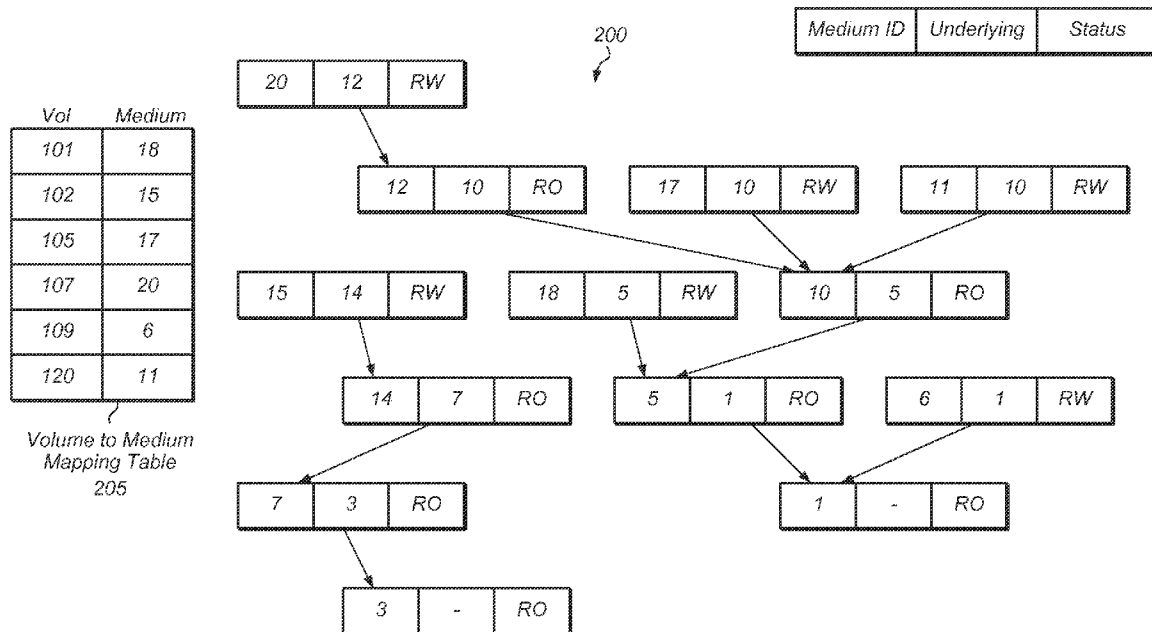 200
Medium ID Underlying Status
20 12 RW
Vol Medium
101 18
102 15
105 17
107 20
109 6
120 11
Volume to Medium
Mapping Table
205
12 10 RO
17 10 RW
11 10 RW
15 14 RW
18 5 RW
10 5 RO
14 7 RO
5 1 RO
6 1 RW
7 3 RO
1 - RO
3 - RO